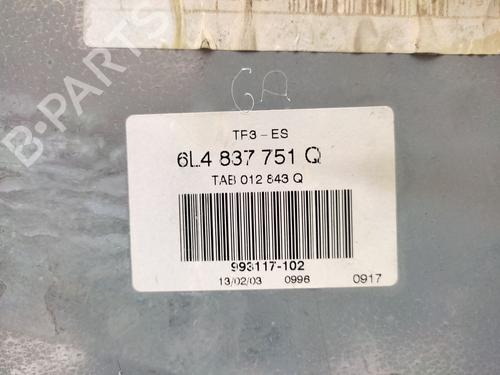 B-PARTS
GA
TF3-ES
6L4 837 751 Q
TAB 012 843 Q
993117-102
13/02/03 0996 0917